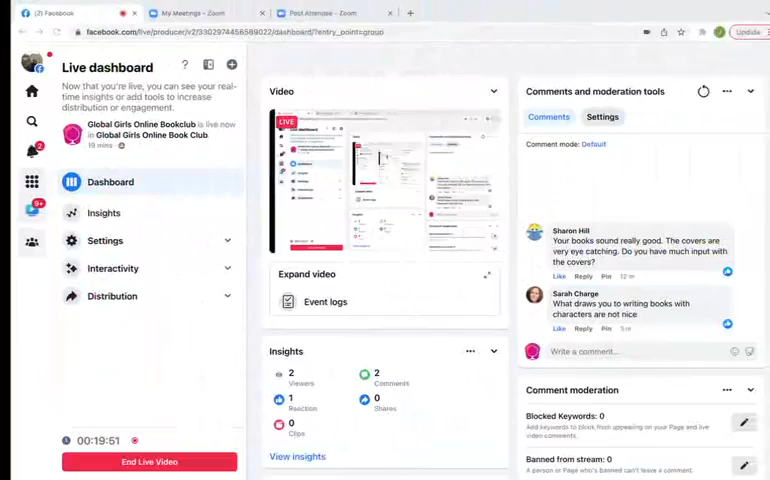 (2) Facebook
My Meetings - Zoom
Post Attendee - Zoom
facebook.com/live/producer/v2/3302974456589022/dashboard/?entry_point=group
Update
Live dashboard
Now that you're live, you can see your real-
time insights or add tools to increase
distribution or engagement.
Global Girls Online Bookclub is live now
in Global Girls Online Book Club
19 mins
2
9+
Dashboard
Insights
Settings
Interactivity
Distribution
00:19:51
End Live Video
Video
LIVE
Expand video
Event logs
Insights
2
Viewers
2
Comments
1
Reaction
0
Shares
0
Clips
View insights
Comments and moderation tools
Comments
Settings
Comment mode: Default
Sharon Hill
Your books sound really good. The covers are
very eye catching. Do you have much input with
the covers?
Like Reply Pin 12 m
Sarah Charge
What draws you to writing books with
characters are not nice
Like Reply Pin 5 m
Write a comment...
Comment moderation
Blocked Keywords: 0
Add keywords to block from appearing on your Page and live
video comments.
Banned from stream: 0
A person or Page who's banned can't leave a comment.